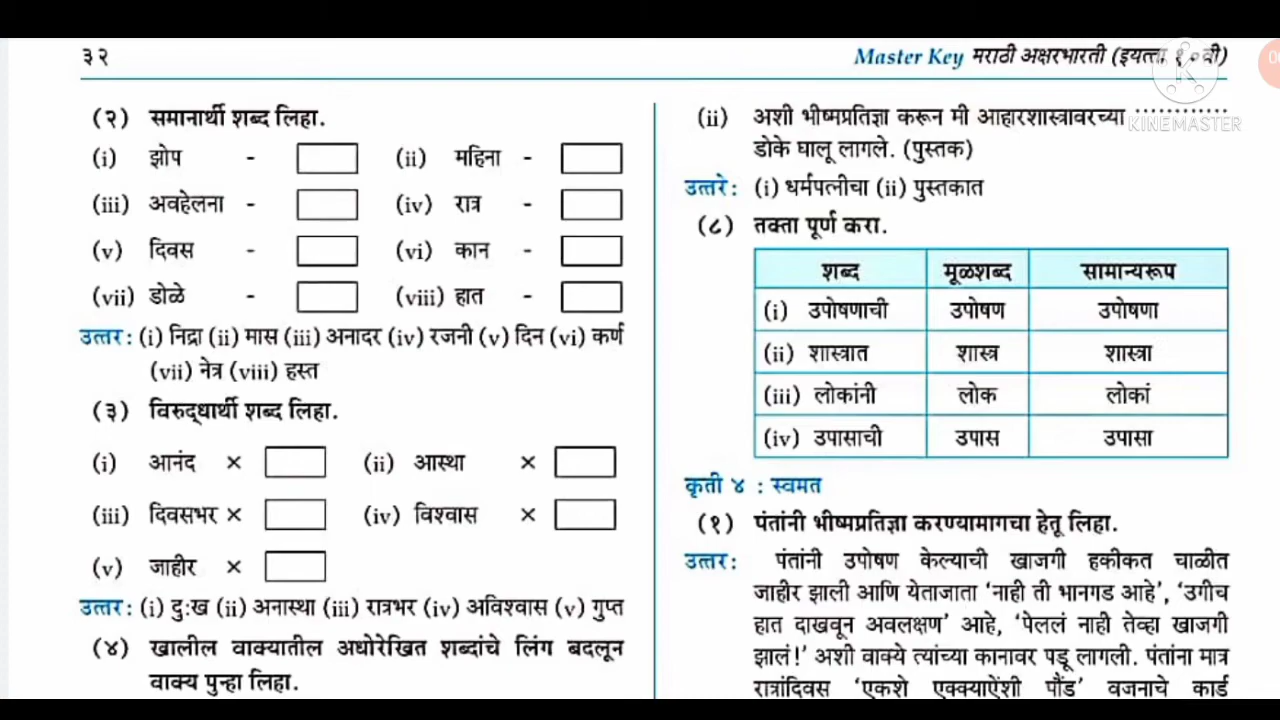 ३२
Master Key मराठी अक्षरभारती (इयत्ता १०वी)
KINEMASTER
(२) समानार्थी शब्द लिहा.
(i) झोप - (ii) महिना -
(iii) अवहेलना - (iv) रात्र -
(v) दिवस - (vi) कान -
(vii) डोळे - (viii) हात -
उत्तर : (i) निद्रा (ii) मास (iii) अनादर (iv) रजनी (v) दिन (vi) कर्ण
(vii) नेत्र (viii) हस्त
(३) विरुद्धार्थी शब्द लिहा.
(i) आनंद × (ii) आस्था ×
(iii) दिवसभर × (iv) विश्वास ×
(v) जाहीर ×
उत्तर : (i) दुःख (ii) अनास्था (iii) रात्रभर (iv) अविश्वास (v) गुप्त
(४) खालील वाक्यातील अधोरेखित शब्दांचे लिंग बदलून
वाक्य पुन्हा लिहा.
(ii) अशी भीष्मप्रतिज्ञा करून मी आहारशास्त्रावरच्या ............
डोके घालू लागले. (पुस्तक)
उत्तरे : (i) धर्मपत्नीचा (ii) पुस्तकात
(८) तक्ता पूर्ण करा.
शब्द मूळशब्द सामान्यरूप
(i) उपोषणाची उपोषण उपोषणा
(ii) शास्त्रात शास्त्र शास्त्रा
(iii) लोकांनी लोक लोकां
(iv) उपासाची उपास उपासा
कृती ४ : स्वमत
(१) पंतांनी भीष्मप्रतिज्ञा करण्यामागचा हेतू लिहा.
उत्तर : पंतांनी उपोषण केल्याची खाजगी हकीकत चाळीत
जाहीर झाली आणि येताजाता ‘नाही ती भानगड आहे’, ‘उगीच
हात दाखवून अवलक्षण’ आहे, ‘पेललं नाही तेव्हा खाजगी
झालं!’ अशी वाक्ये त्यांच्या कानावर पडू लागली. पंतांना मात्र
रात्रांदिवस ‘एकशे एक्क्याऐंशी पौंड’ वजनाचे कार्ड